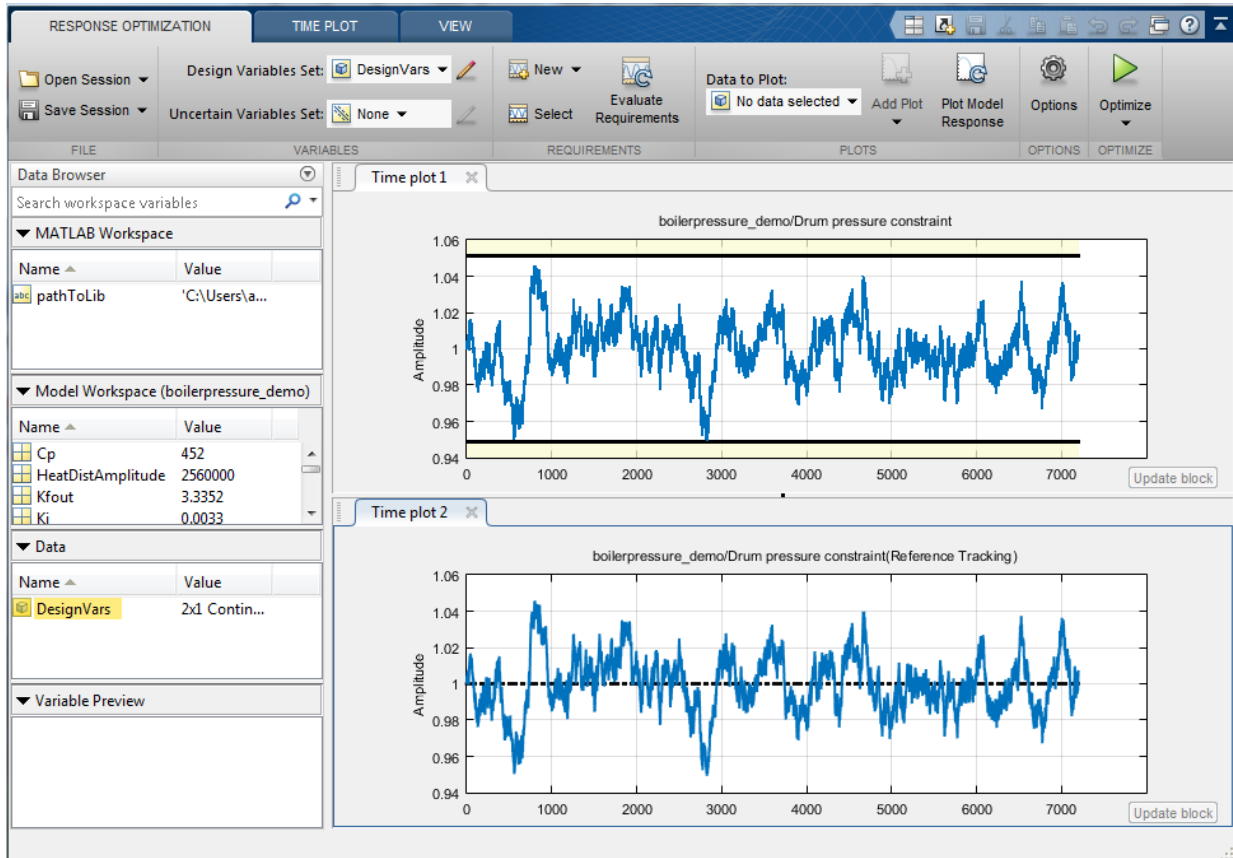 RESPONSE OPTIMIZATION TIME PLOT VIEW
Open Session
Save Session
FILE
Design Variables Set: DesignVars
Uncertain Variables Set: None
VARIABLES
New
Select
Evaluate
Requirements
REQUIREMENTS
Data to Plot:
No data selected
Add Plot
Plot Model
Response
PLOTS
Options
OPTIONS
Optimize
OPTIMIZE
Data Browser
Search workspace variables
MATLAB Workspace
Name Value
abc pathToLib 'C:\Users\a...
Model Workspace (boilerpressure_demo)
Name Value
Cp 452
HeatDistAmplitude 2560000
Kfout 3.3352
Ki 0.0033
Data
Name Value
DesignVars 2x1 Contin...
Variable Preview
Time plot 1
boilerpressure_demo/Drum pressure constraint
1.06
1.04
1.02
1
0.98
0.96
0.94
Amplitude
0 1000 2000 3000 4000 5000 6000 7000
Update block
Time plot 2
boilerpressure_demo/Drum pressure constraint(Reference Tracking)
1.06
1.04
1.02
1
0.98
0.96
0.94
Amplitude
0 1000 2000 3000 4000 5000 6000 7000
Update block